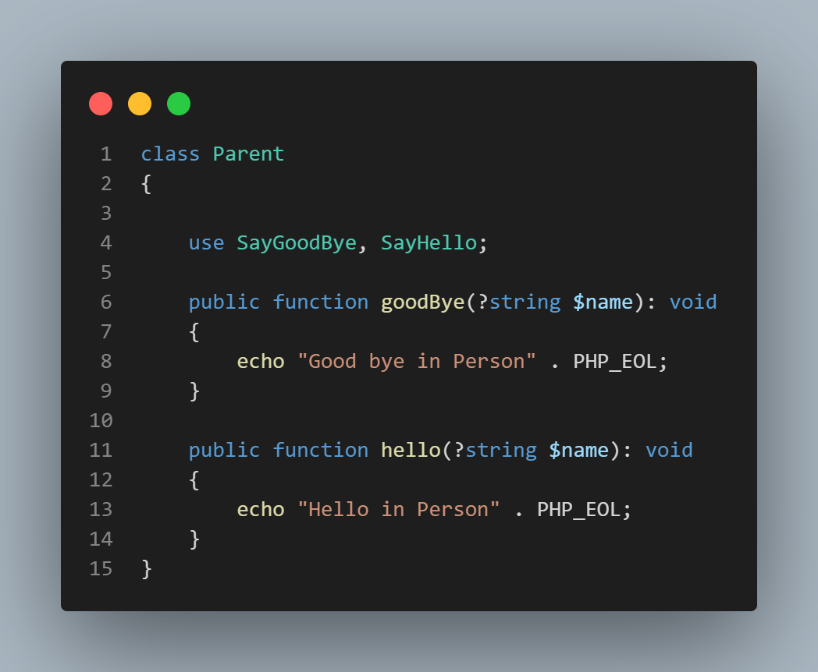 1 class Parent
2 {
3
4     use SayGoodBye, SayHello;
5
6     public function goodBye(?string $name): void
7     {
8         echo "Good bye in Person" . PHP_EOL;
9     }
10
11     public function hello(?string $name): void
12     {
13         echo "Hello in Person" . PHP_EOL;
14     }
15 }